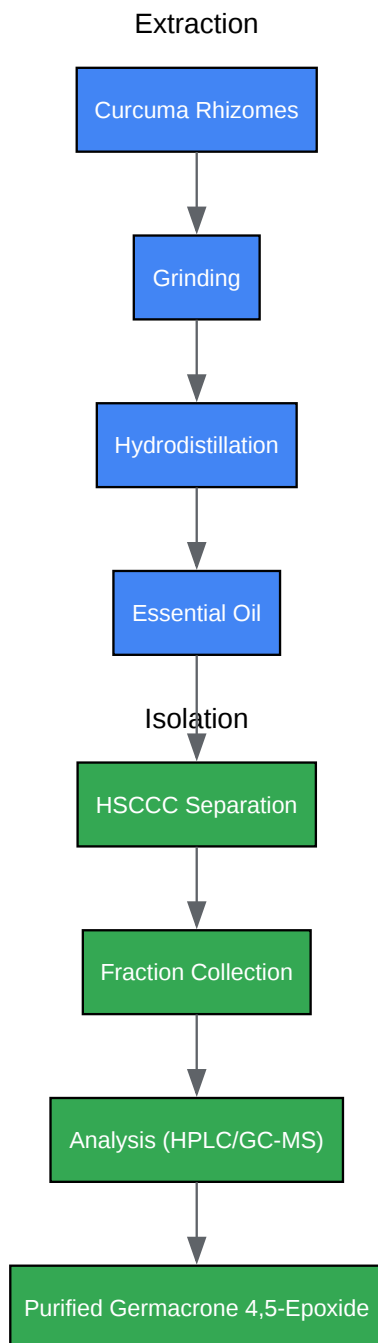 Extraction
Curcuma Rhizomes
Grinding
Hydrodistillation
Essential Oil
Isolation
HSCCC Separation
Fraction Collection
Analysis (HPLC/GC-MS)
Purified Germacrone 4,5-Epoxide